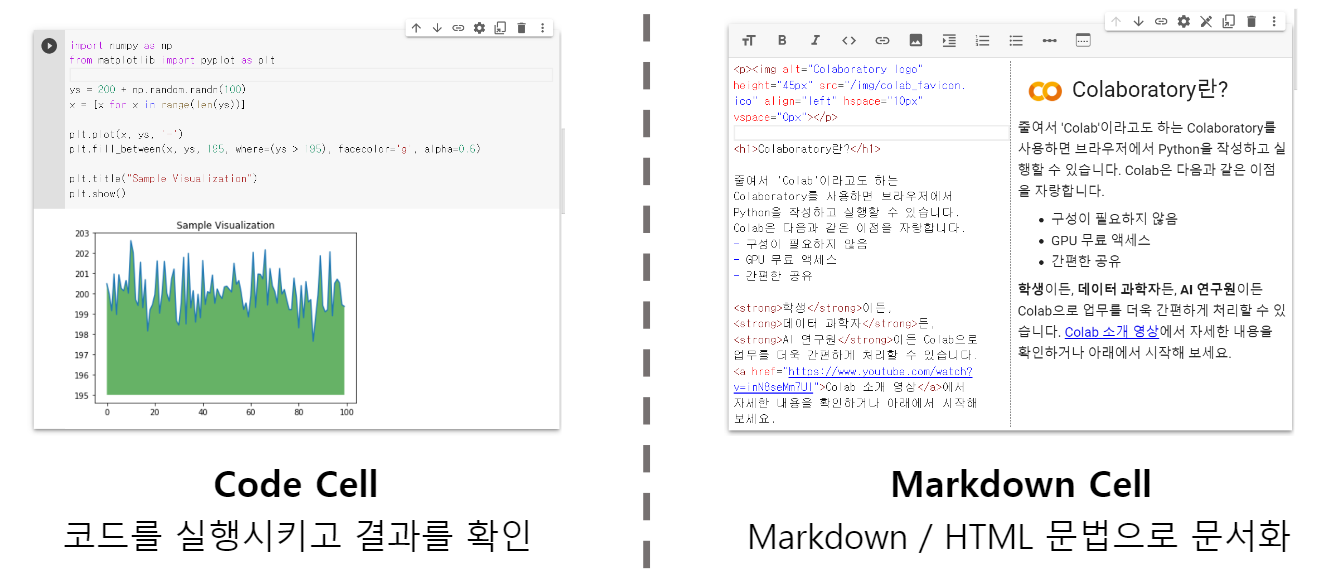 import numpy as np
from matplotlib import pyplot as plt
ys = 200 + np.random.randn(100)
x = [x for x in range(len(ys))]
plt.plot(x, ys, '-')
plt.fill_between(x, ys, 195, where=(ys > 195), facecolor='g', alpha=0.6)
plt.title("Sample Visualization")
plt.show()
Sample Visualization
203
202
201
200
199
198
197
196
195
0 20 40 60 80 100
Code Cell
코드를 실행시키고 결과를 확인
<p><img alt="Colaboratory logo"
height="45px" src="/img/colab_favicon.
ico" align="left" hspace="10px"
vspace="0px"></p>
<h1>Colaboratory란?</h1>
줄여서 'Colab'이라고도 하는
Colaboratory를 사용하면 브라우저에서
Python을 작성하고 실행할 수 있습니다.
Colab은 다음과 같은 이점을 자랑합니다.
- 구성이 필요하지 않음
- GPU 무료 액세스
- 간편한 공유
<strong>학생</strong>이든,
<strong>데이터 과학자</strong>든,
<strong>AI 연구원</strong>이든 Colab으로
업무를 더욱 간편하게 처리할 수 있습니다.
<a href="https://www.youtube.com/watch?
v=inN8seMm7UI">Colab 소개 영상</a>에서
자세한 내용을 확인하거나 아래에서 시작해
보세요.
Colaboratory란?
줄여서 'Colab'이라고도 하는 Colaboratory를
사용하면 브라우저에서 Python을 작성하고 실
행할 수 있습니다. Colab은 다음과 같은 이점
을 자랑합니다.
• 구성이 필요하지 않음
• GPU 무료 액세스
• 간편한 공유
학생이든, 데이터 과학자든, AI 연구원이든
Colab으로 업무를 더욱 간편하게 처리할 수 있
습니다. Colab 소개 영상에서 자세한 내용을
확인하거나 아래에서 시작해 보세요.
Markdown Cell
Markdown / HTML 문법으로 문서화